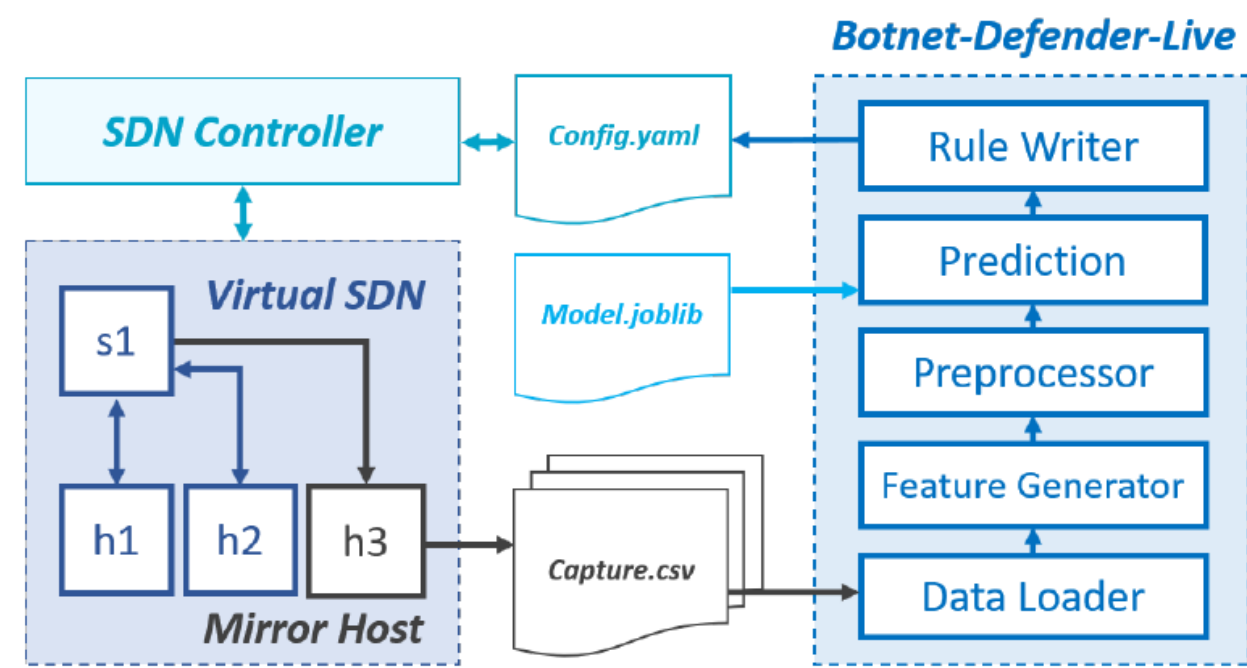 Botnet-Defender-Live
SDN Controller
Config.yaml
Rule Writer
Virtual SDN
Prediction
Model.joblib
s1
Preprocessor
Feature Generator
h1
h2
h3
Capture.csv
Data Loader
Mirror Host